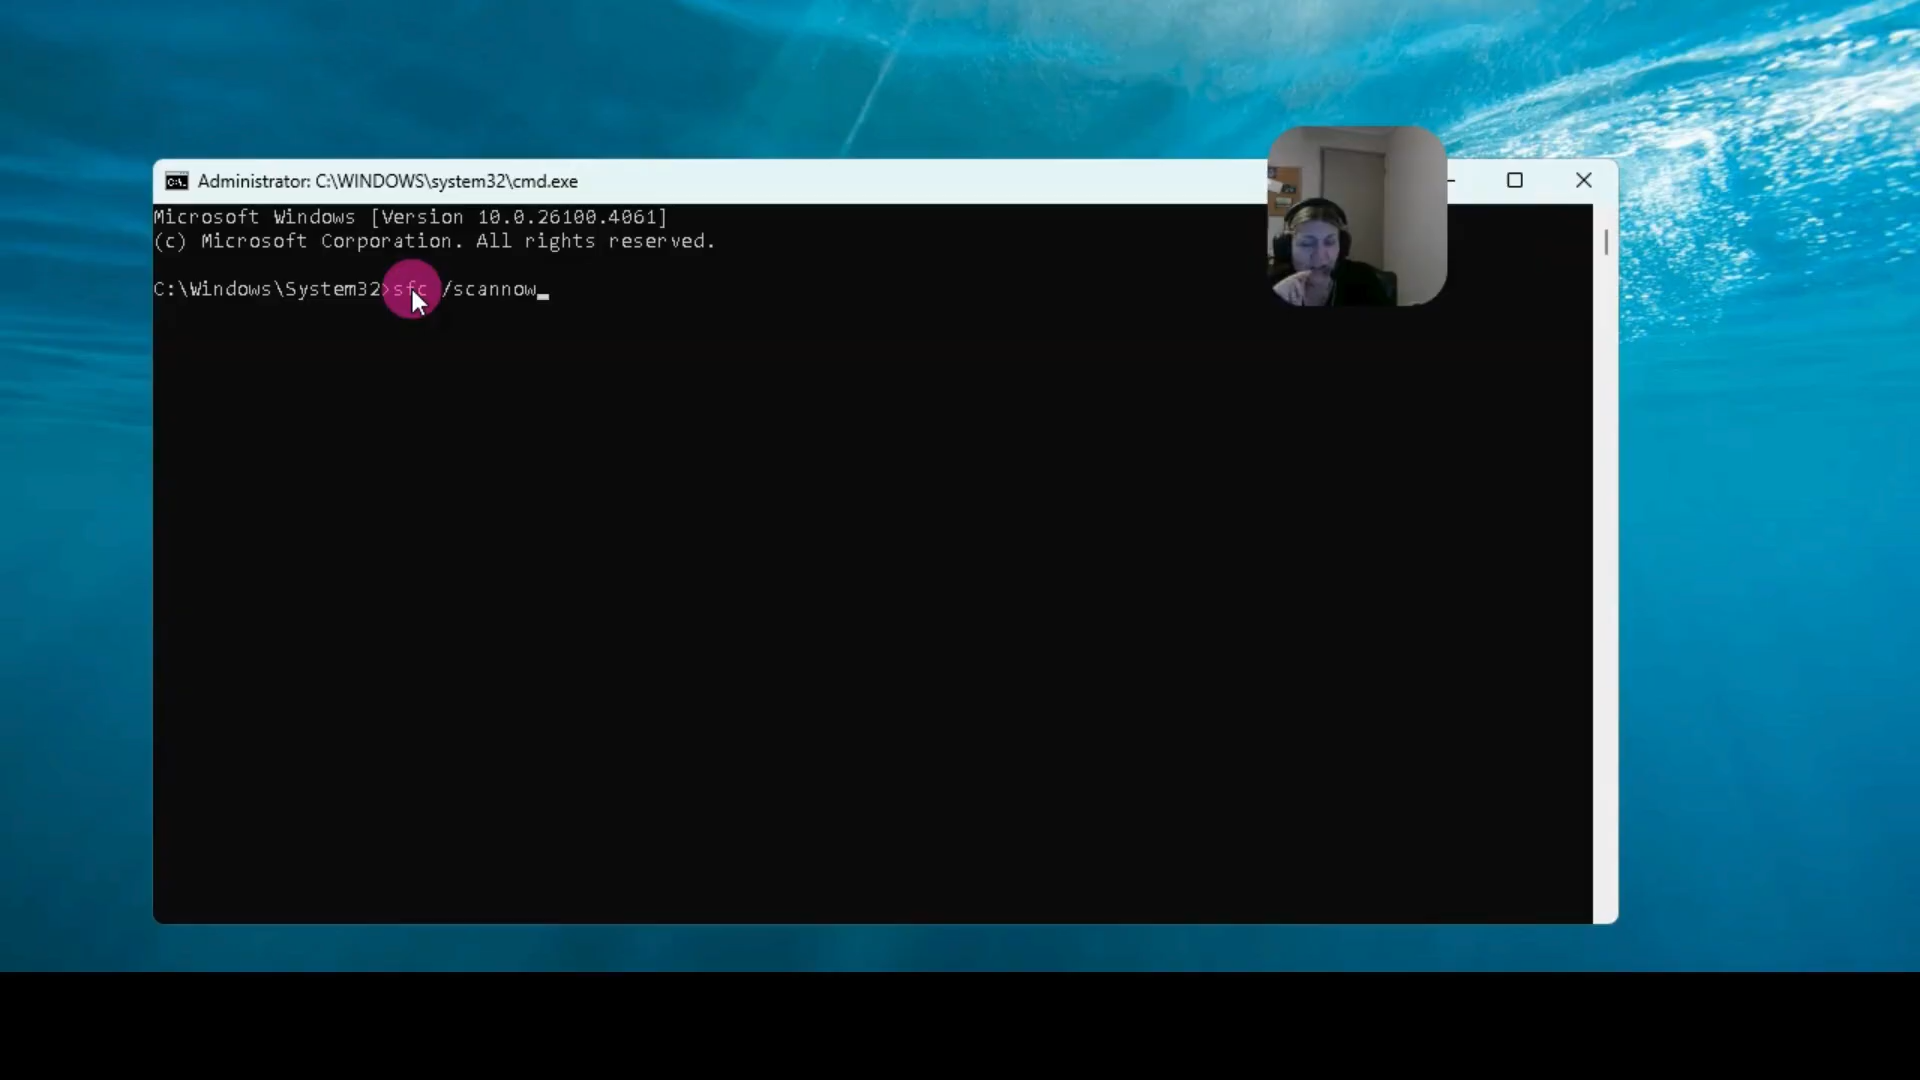 Administrator: C:\WINDOWS\system32\cmd.exe
Microsoft Windows [Version 10.0.26100.4061]
(c) Microsoft Corporation. All rights reserved.
C:\Windows\System32>sfc /scannow